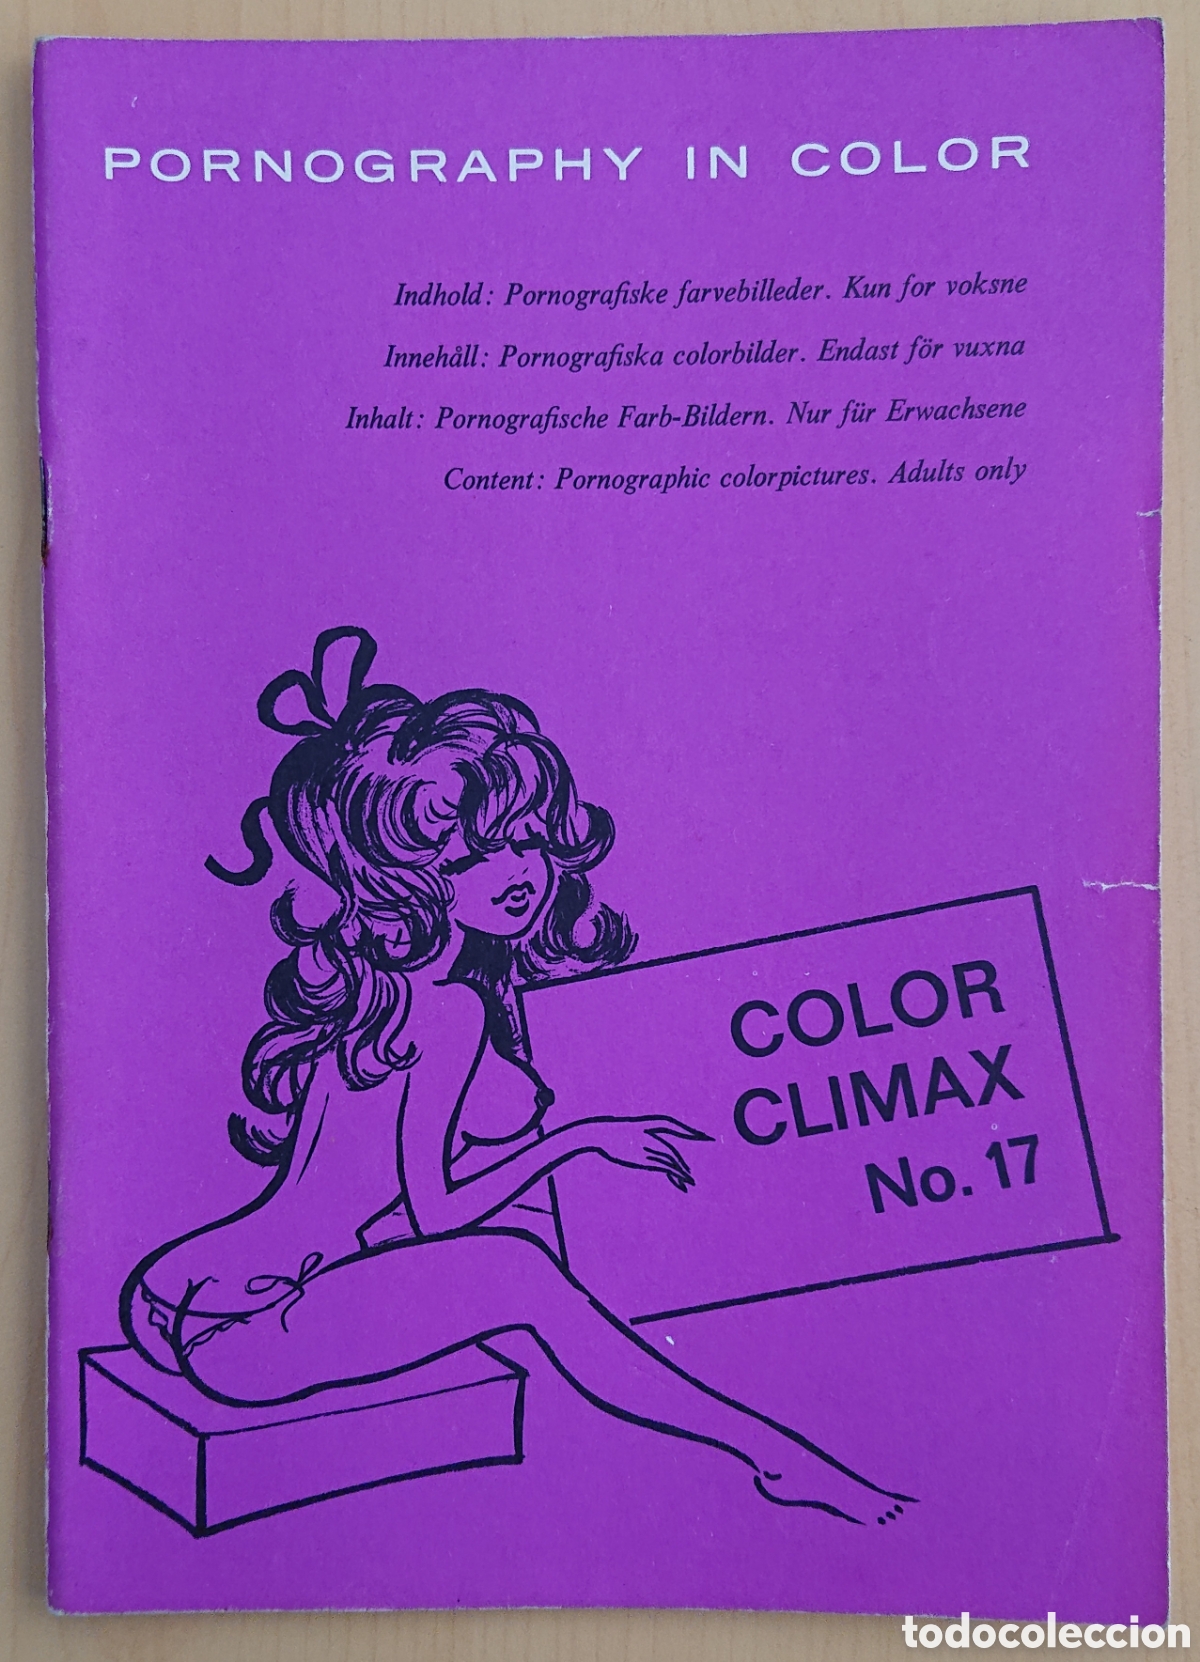 PORNOGRAPHY IN COLOR
Indhold: Pornografiske farvebilleder. Kun for voksne
Innehåll: Pornografiska colorbilder. Endast för vuxna
Inhalt: Pornografische Farb-Bildern. Nur für Erwachsene
Content: Pornographic colorpictures. Adults only
COLOR
CLIMAX
No. 17
todocoleccion